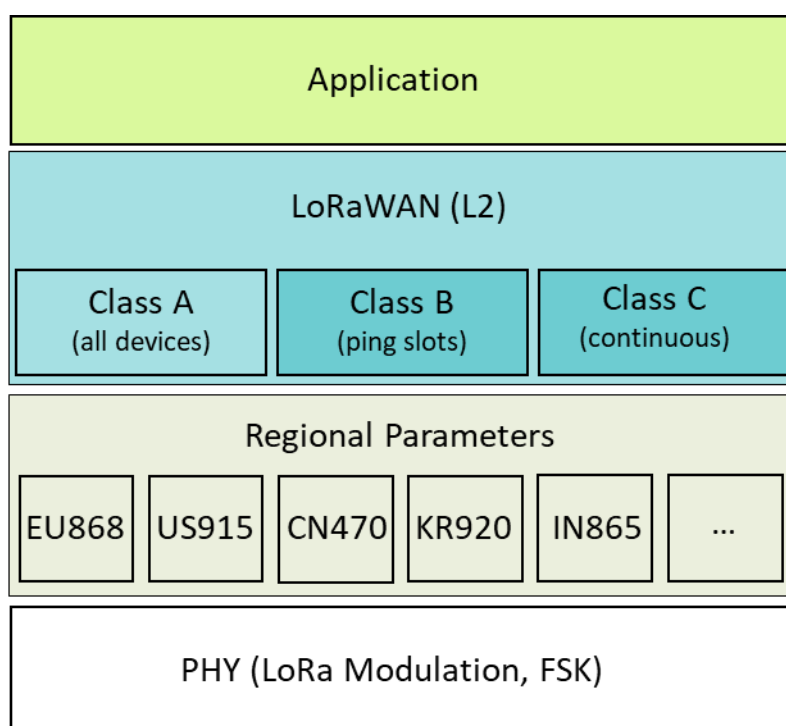 Application
LoRaWAN (L2)
Class A
(all devices)
Class B
(ping slots)
Class C
(continuous)
Regional Parameters
EU868
US915
CN470
KR920
IN865
...
PHY (LoRa Modulation, FSK)